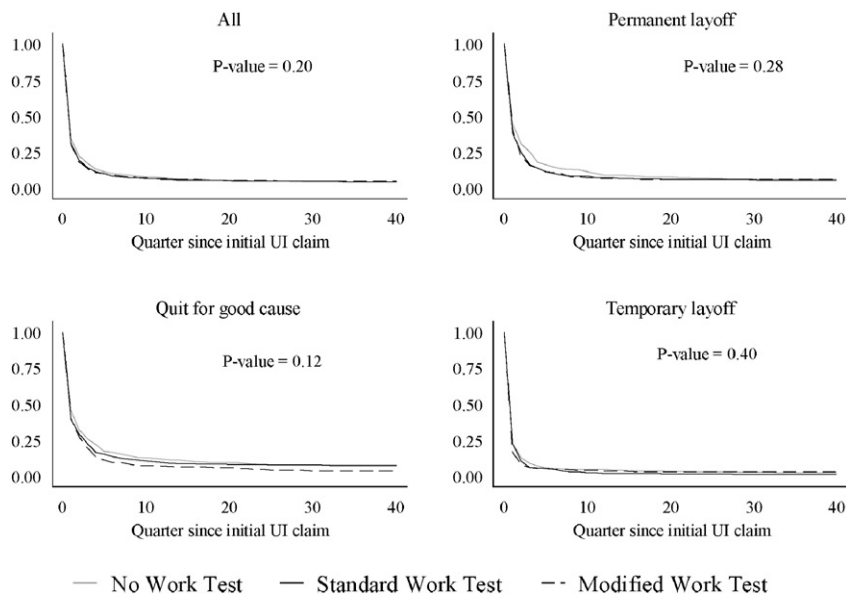 All
P-value = 0.20
1.00
0.75
0.50
0.25
0.00
0 10 20 30 40
Quarter since initial UI claim
Permanent layoff
P-value = 0.28
1.00
0.75
0.50
0.25
0.00
0 10 20 30 40
Quarter since initial UI claim
Quit for good cause
P-value = 0.12
1.00
0.75
0.50
0.25
0.00
0 10 20 30 40
Quarter since initial UI claim
Temporary layoff
P-value = 0.40
1.00
0.75
0.50
0.25
0.00
0 10 20 30 40
Quarter since initial UI claim
No Work Test Standard Work Test Modified Work Test